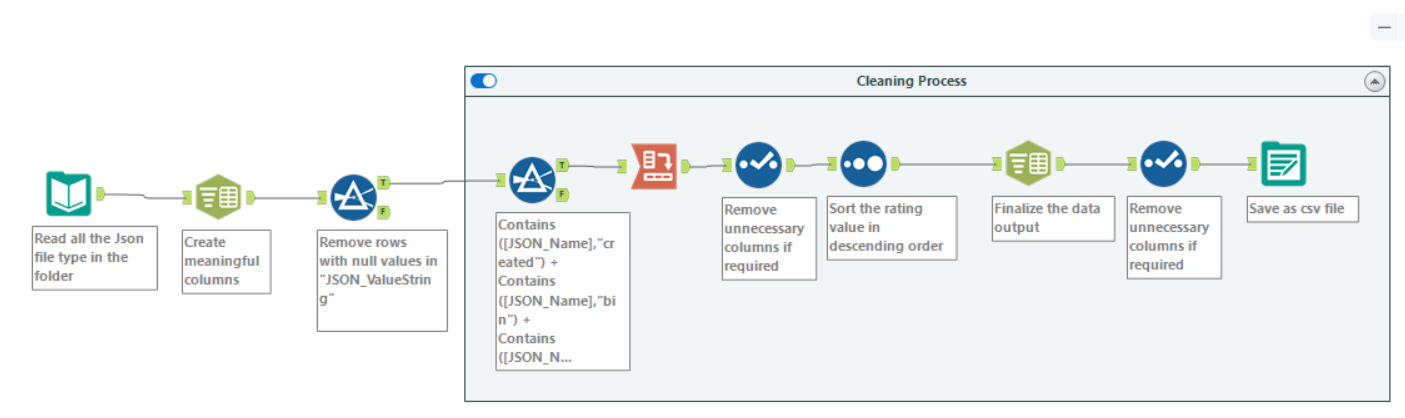 Cleaning Process
T
F
T
F
Read all the Json
file type in the
folder
Create
meaningful
columns
Remove rows
with null values in
"JSON_ValueStrin
g"
Contains
([JSON_Name],"cr
eated") +
Contains
([JSON_Name],"bi
n") +
Contains
([JSON_N...
Remove
unnecessary
columns if
required
Sort the rating
value in
descending order
Finalize the data
output
Remove
unnecessary
columns if
required
Save as csv file